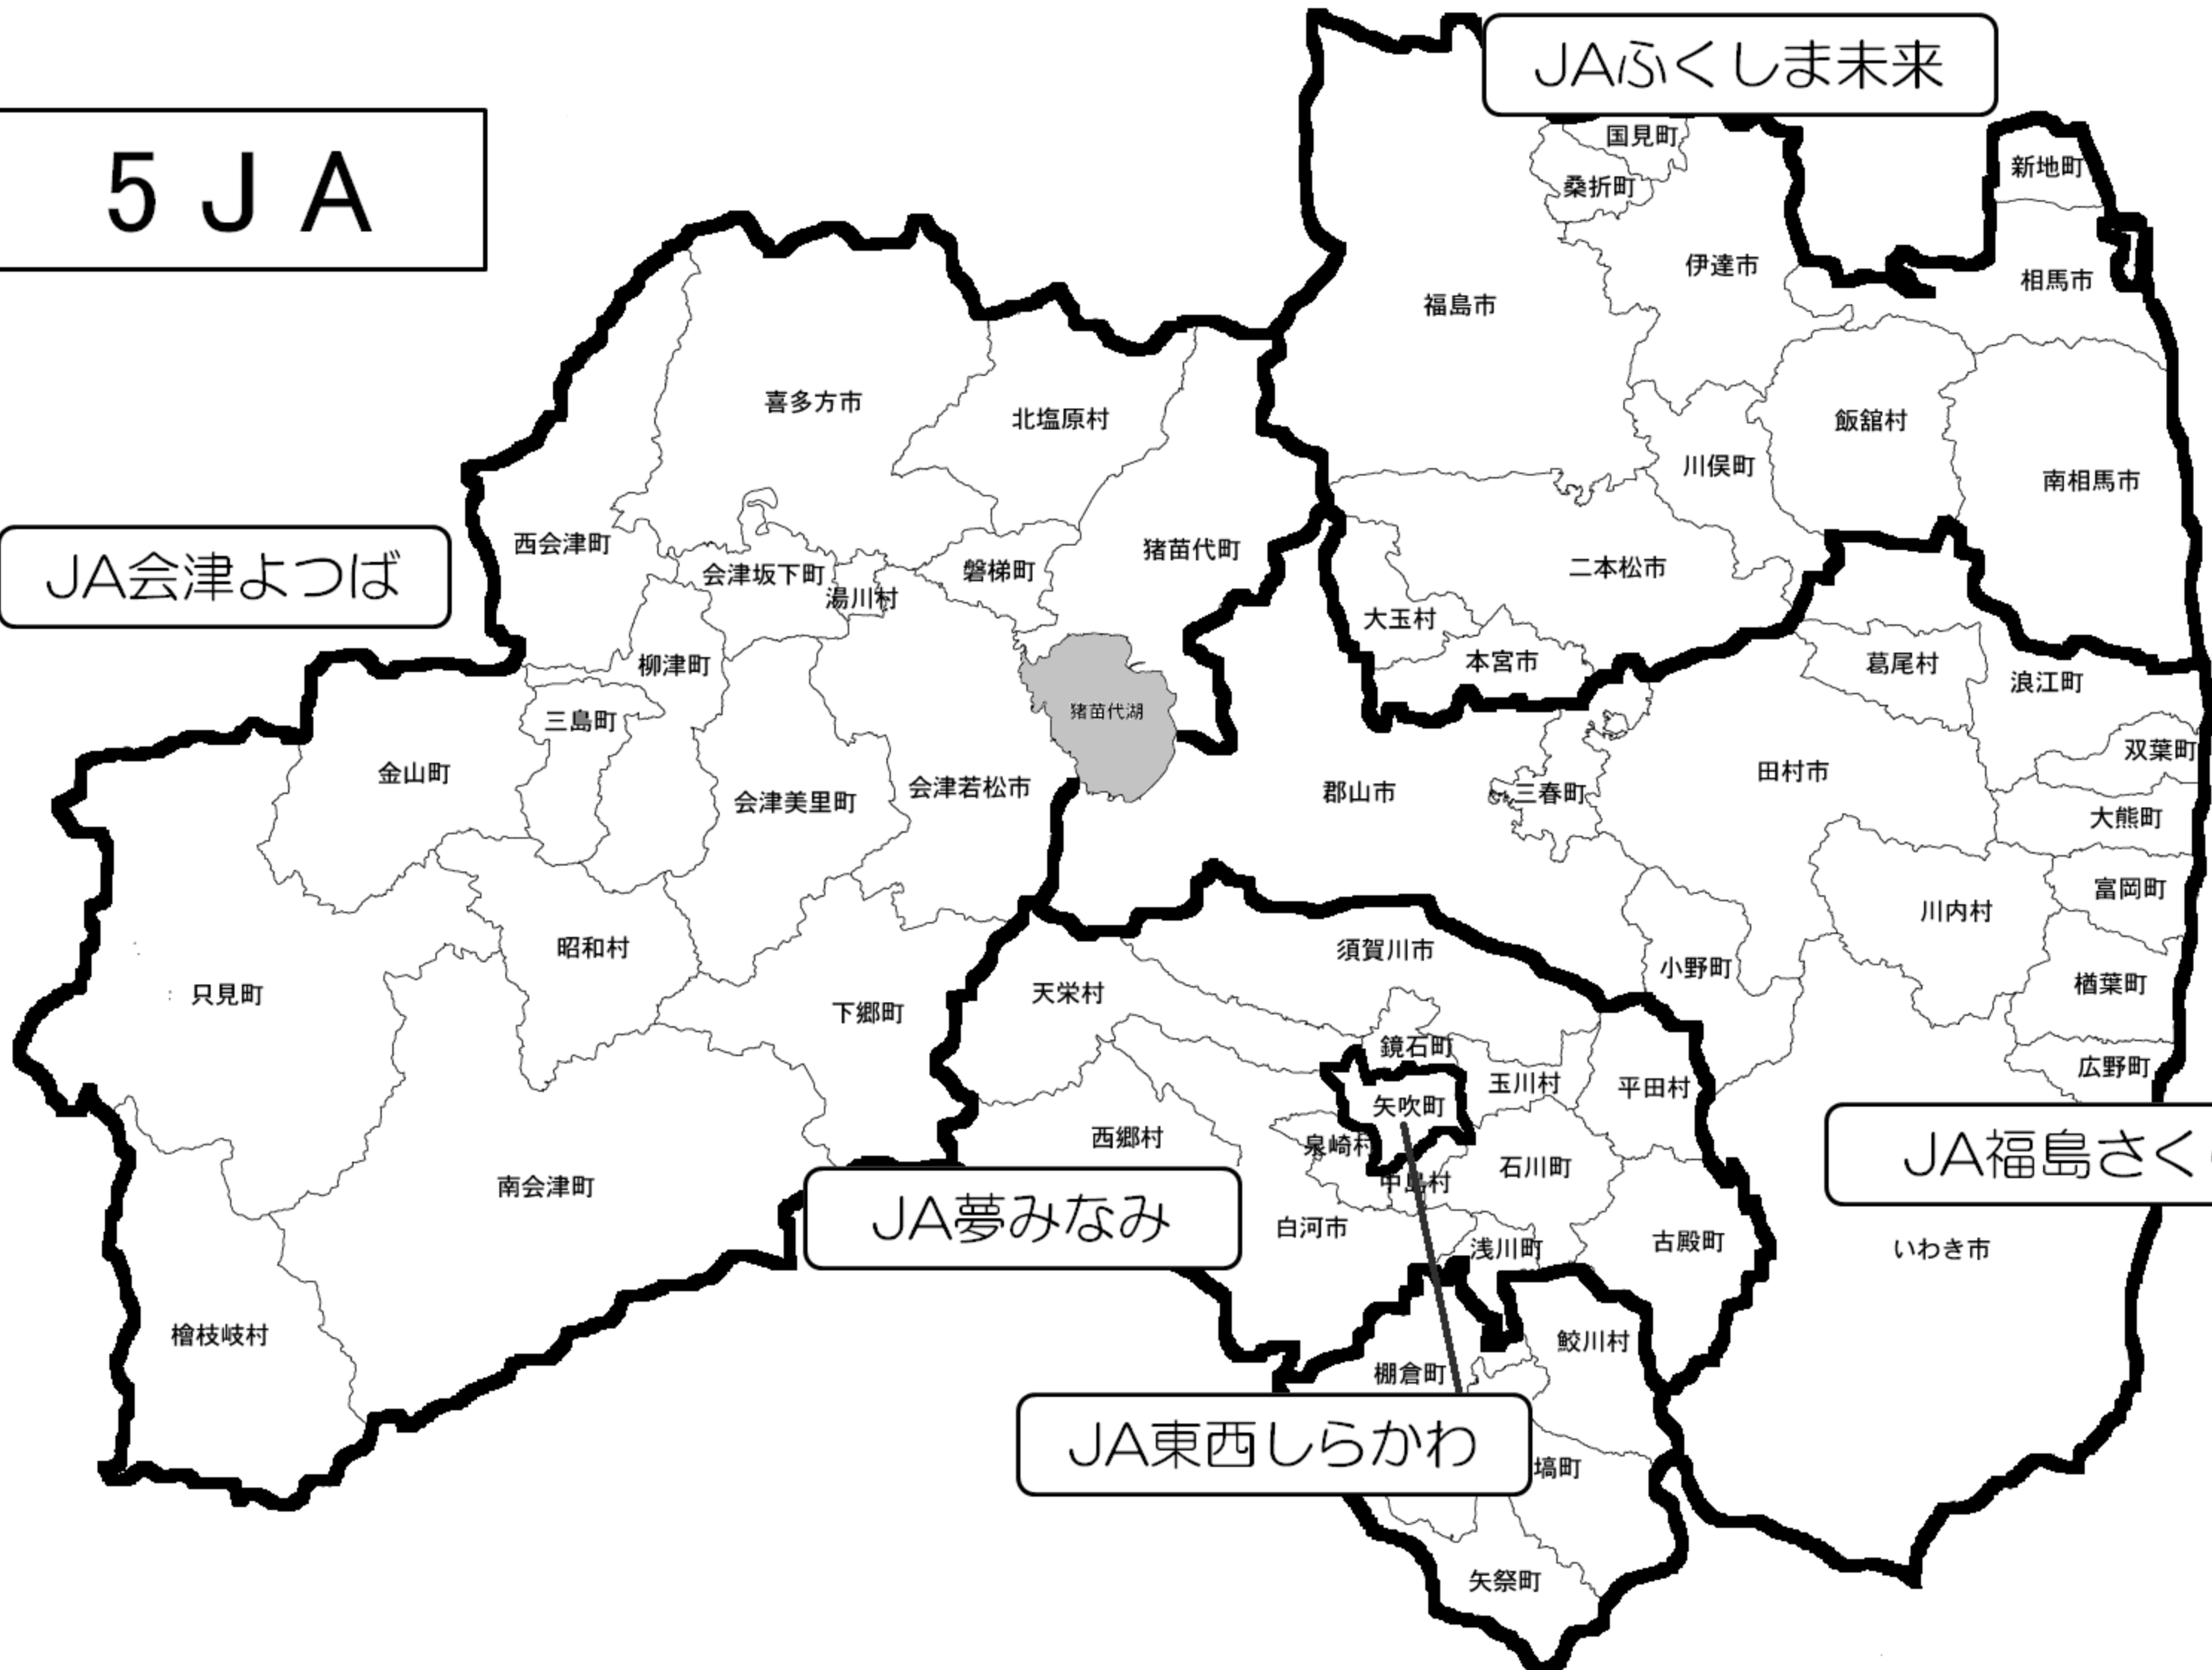 JAふくしま未来
国見町
新地町
桑折町
5JA
伊達市
相馬市
福島市
喜多方市
北塩原村
飯舘村
川俣町
南相馬市
西会津町
猪苗代町
二本松市
磐梯町
会津坂下町
JA会津よつば
湯川村
大玉村
本宮市
葛尾村
柳津町
浪江町
猪苗代湖
三島町
双葉町
金山町
田村市
会津若松市
郡山市
三春町
会津美里町
大熊町
富岡町
川内村
昭和村
須賀川市
小野町
楢葉町
只見町
天栄村
下郷町
鏡石町
広野町
玉川村
平田村
矢吹町
西郷村
泉崎村
JA福島さく
石川町
中島村
南会津町
JA夢みなみ
白河市
古殿町
浅川町
いわき市
檜枝岐村
鮫川村
棚倉町
JA東西しらかわ
塙町
矢祭町